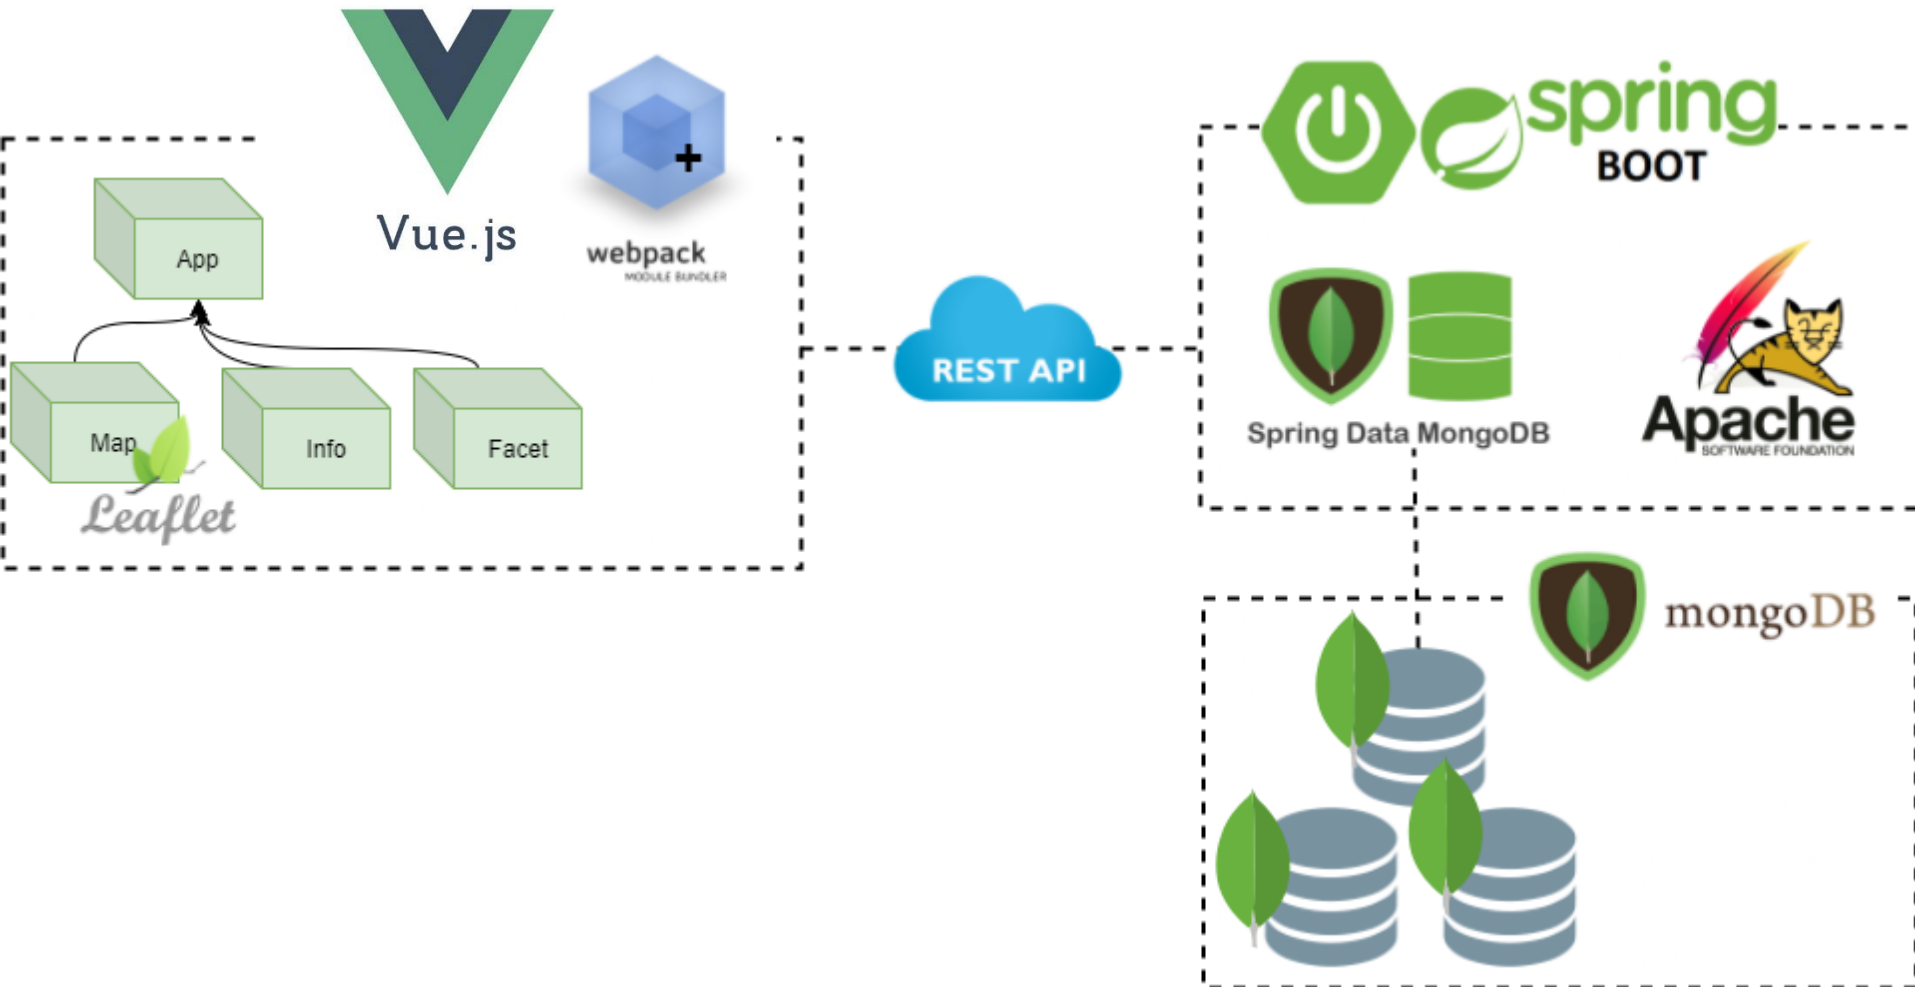 Vue.js
webpack
MODULE BUNDLER
App
Map
Info
Facet
Leaflet
REST API
spring
BOOT
Spring Data MongoDB
Apache
SOFTWARE FOUNDATION
mongoDB